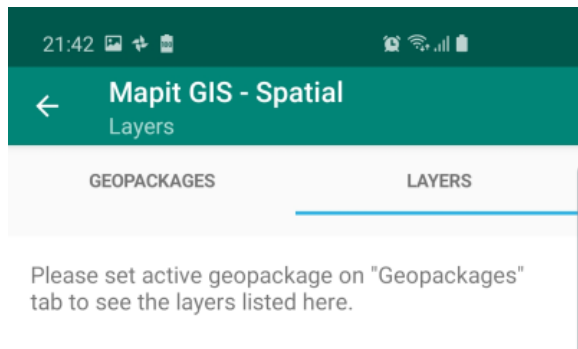 21:42
Mapit GIS - Spatial
Layers
GEOPACKAGES LAYERS
Please set active geopackage on "Geopackages"
tab to see the layers listed here.